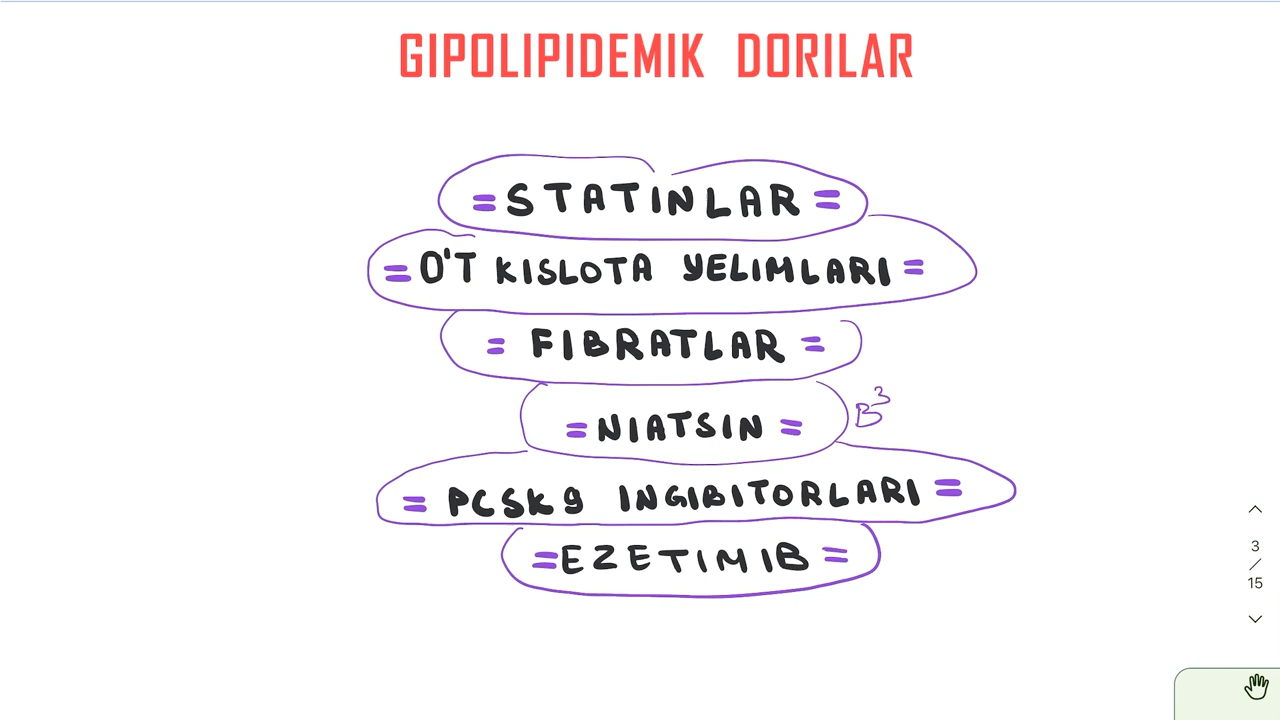 GIPOLIPIDEMIK DORILAR
=STATINLAR=
=O'T KISLOTA YELIMLARI=
= FIBRATLAR =
=NIATSIN= B3
= PCSK9 INGIBITORLARI =
=EZETIMIB=
3
/
15